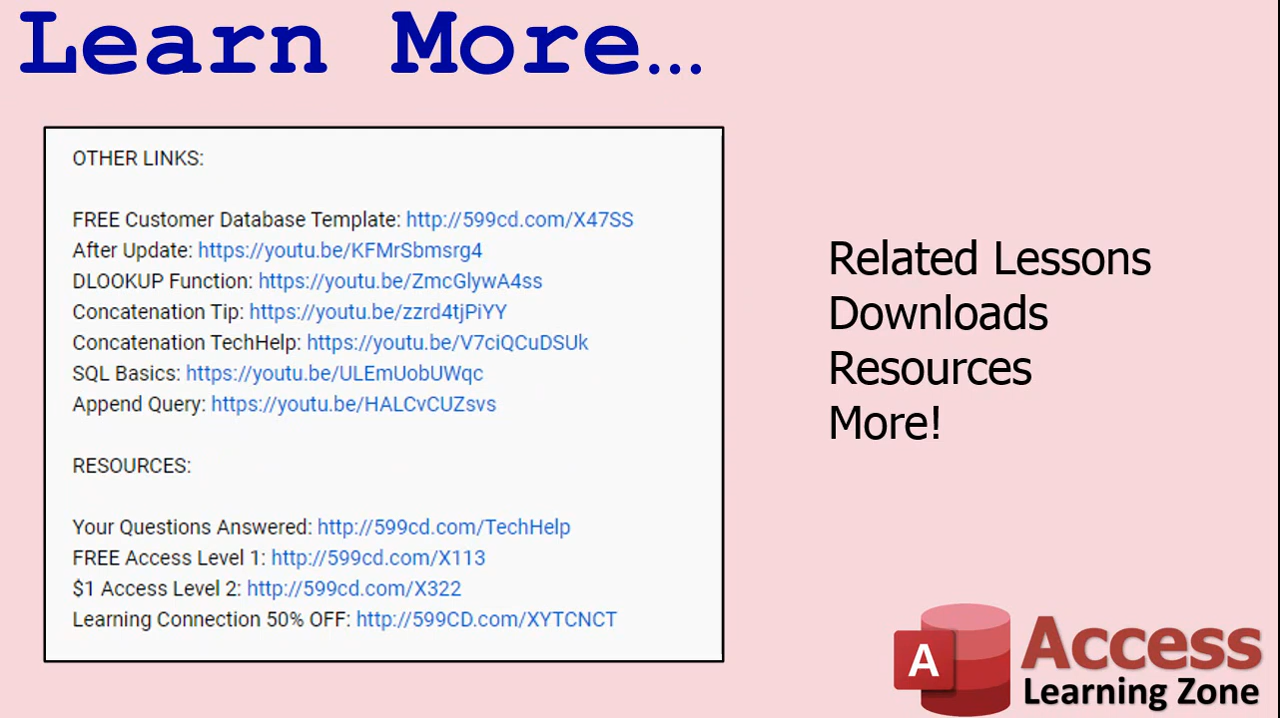 Learn More...
OTHER LINKS:
FREE Customer Database Template: http://599cd.com/X47SS
After Update: https://youtu.be/KFMrSbmsrg4
DLOOKUP Function: https://youtu.be/ZmcGlywA4ss
Concatenation Tip: https://youtu.be/zzrd4tjPiYY
Concatenation TechHelp: https://youtu.be/V7ciQCuDSUk
SQL Basics: https://youtu.be/ULEmUobUWqc
Append Query: https://youtu.be/HALCvCUZsvs
RESOURCES:
Your Questions Answered: http://599cd.com/TechHelp
FREE Access Level 1: http://599cd.com/X113
$1 Access Level 2: http://599cd.com/X322
Learning Connection 50% OFF: http://599CD.com/XYTCNCT
Related Lessons
Downloads
Resources
More!
A
Access
Learning Zone